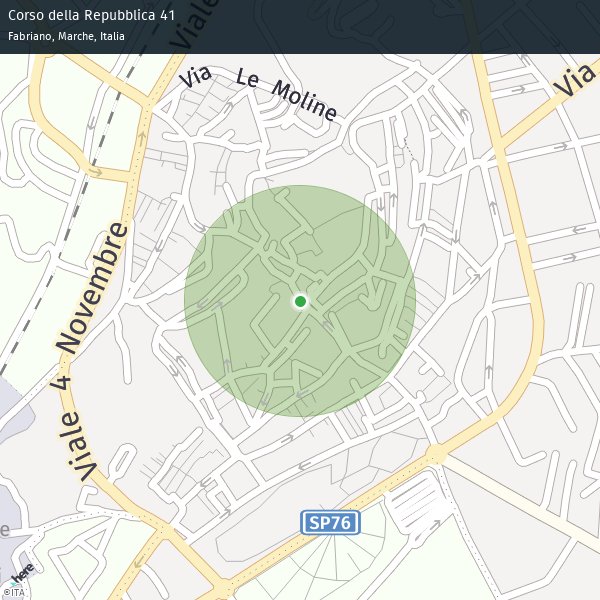 Corso della Repubblica 41
Fabriano, Marche, Italia
Viale
Via Le Moline
Via
Viale 4 Novembre
SP76
here
©ITA